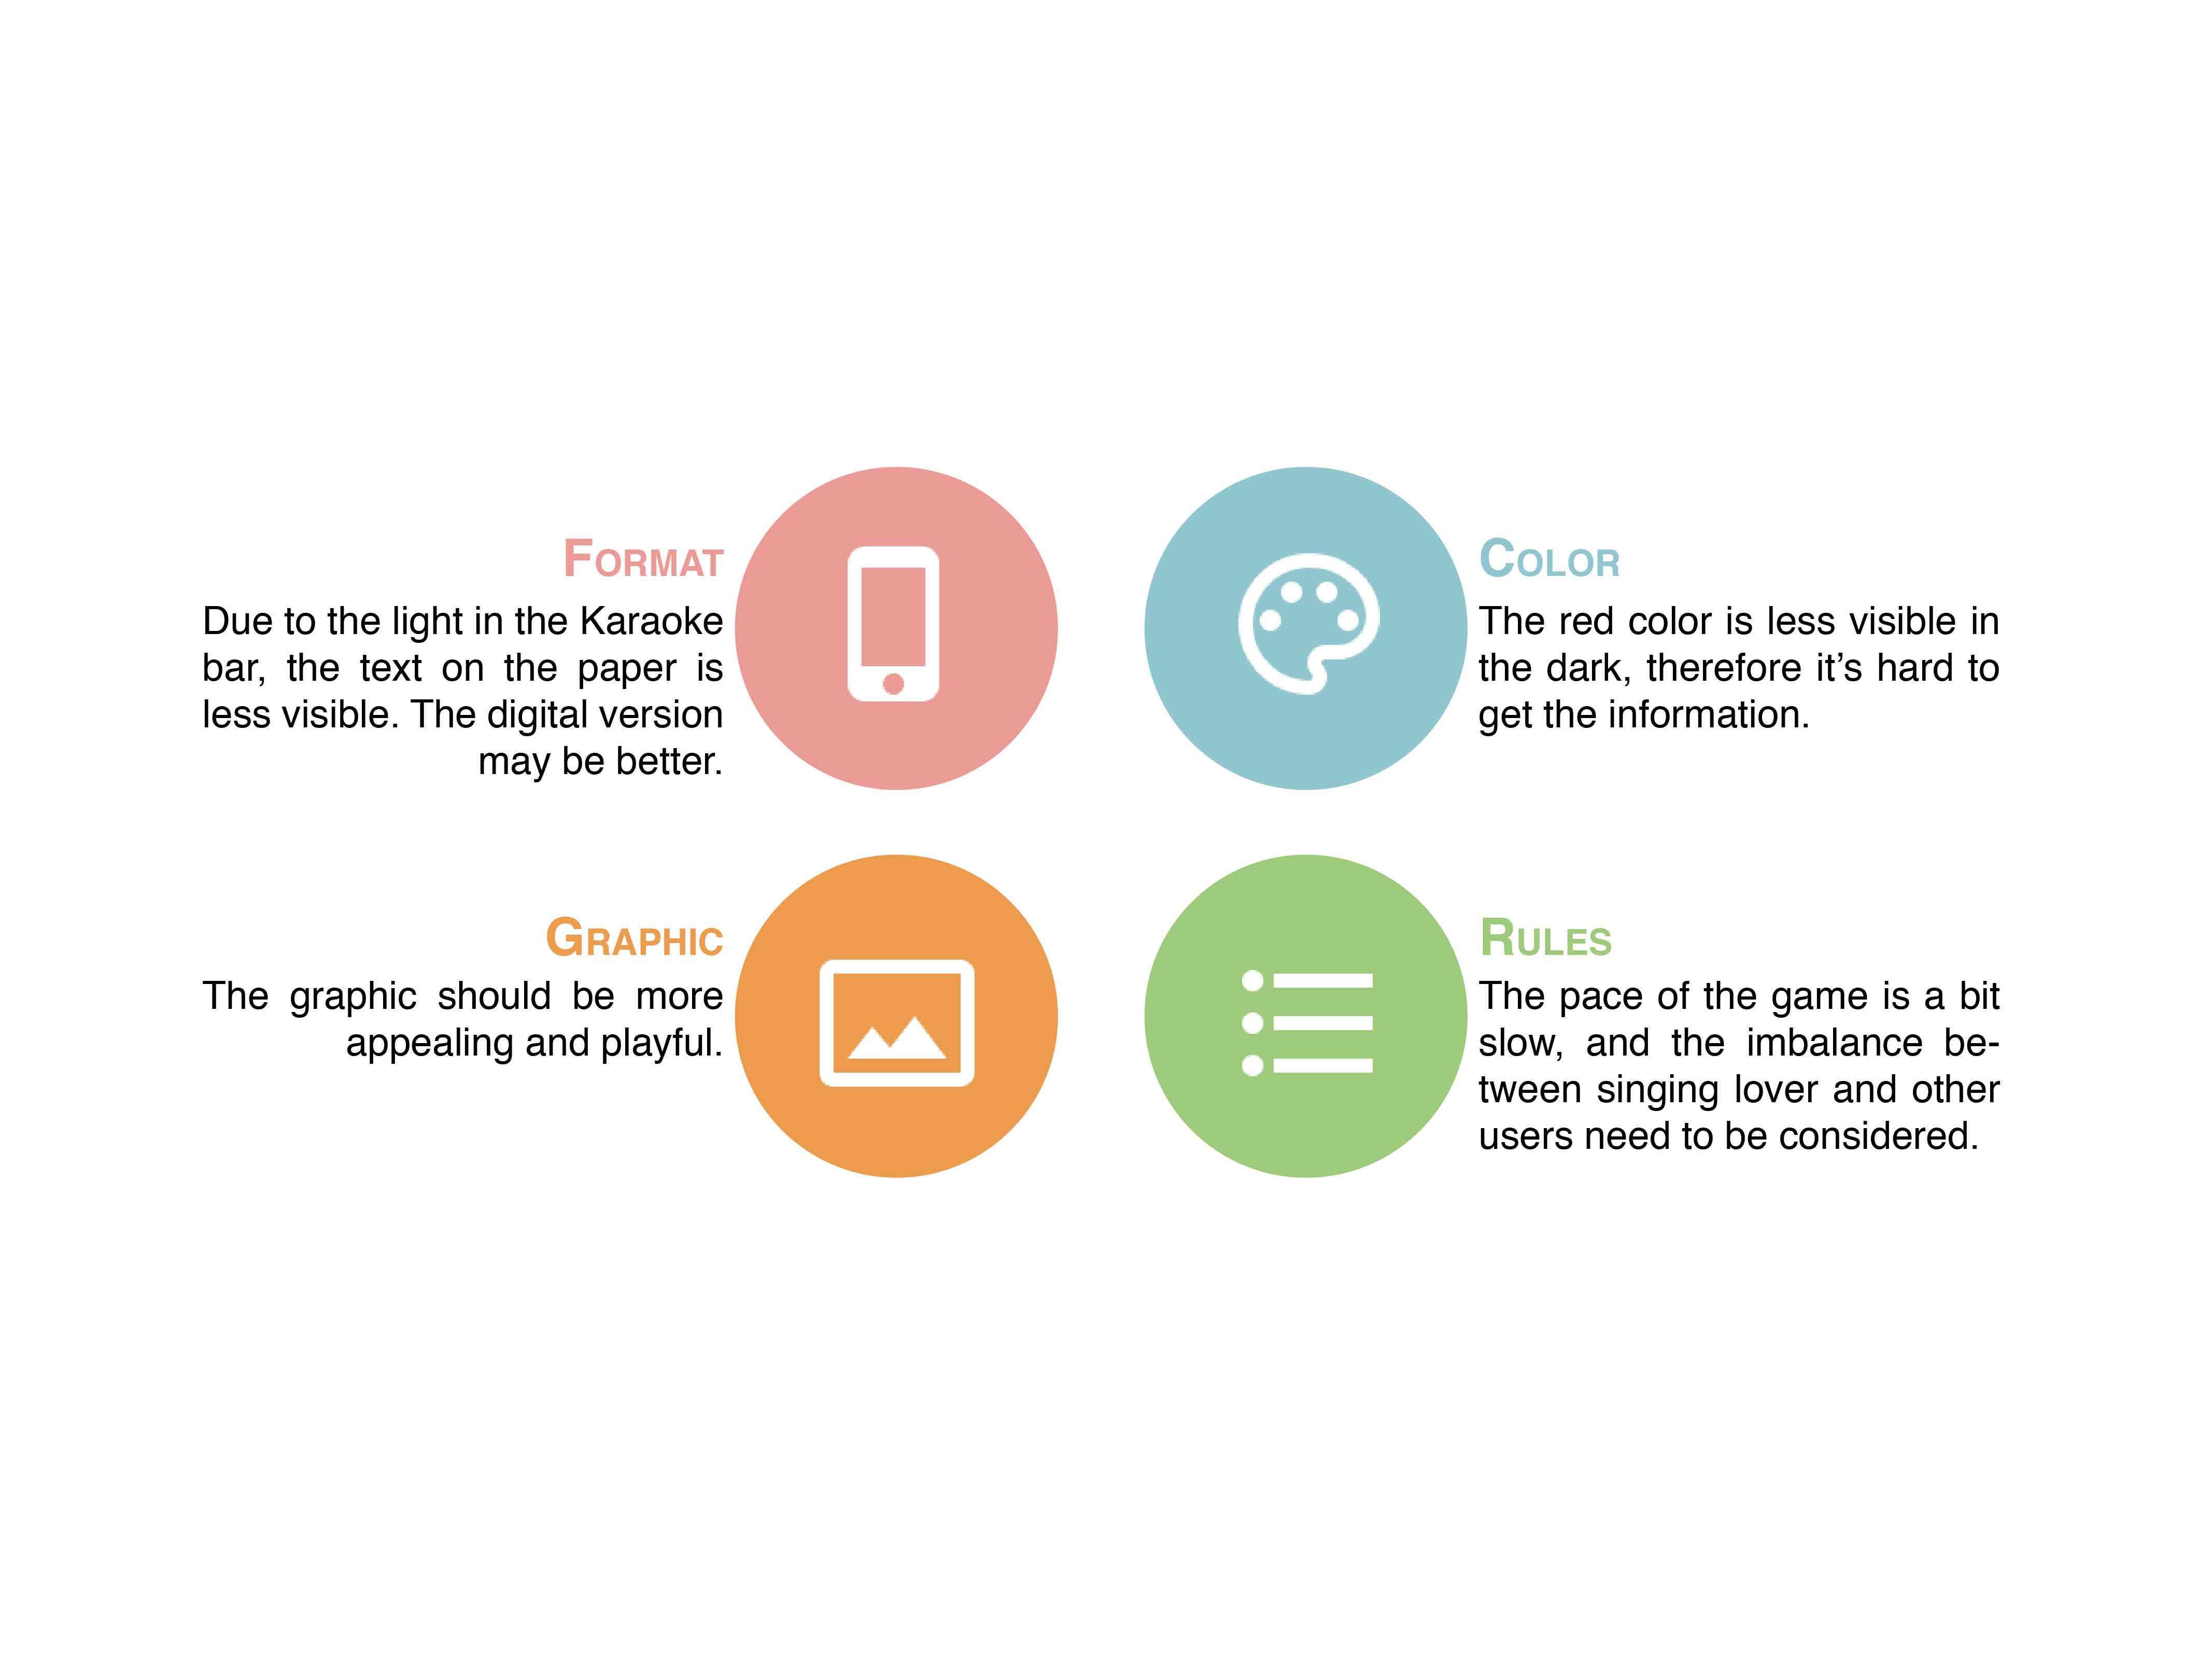 Format
Due to the light in the Karaoke
bar, the text on the paper is
less visible. The digital version
may be better.
Color
The red color is less visible in
the dark, therefore it’s hard to
get the information.
Graphic
The graphic should be more
appealing and playful.
Rules
The pace of the game is a bit
slow, and the imbalance be-
tween singing lover and other
users need to be considered.